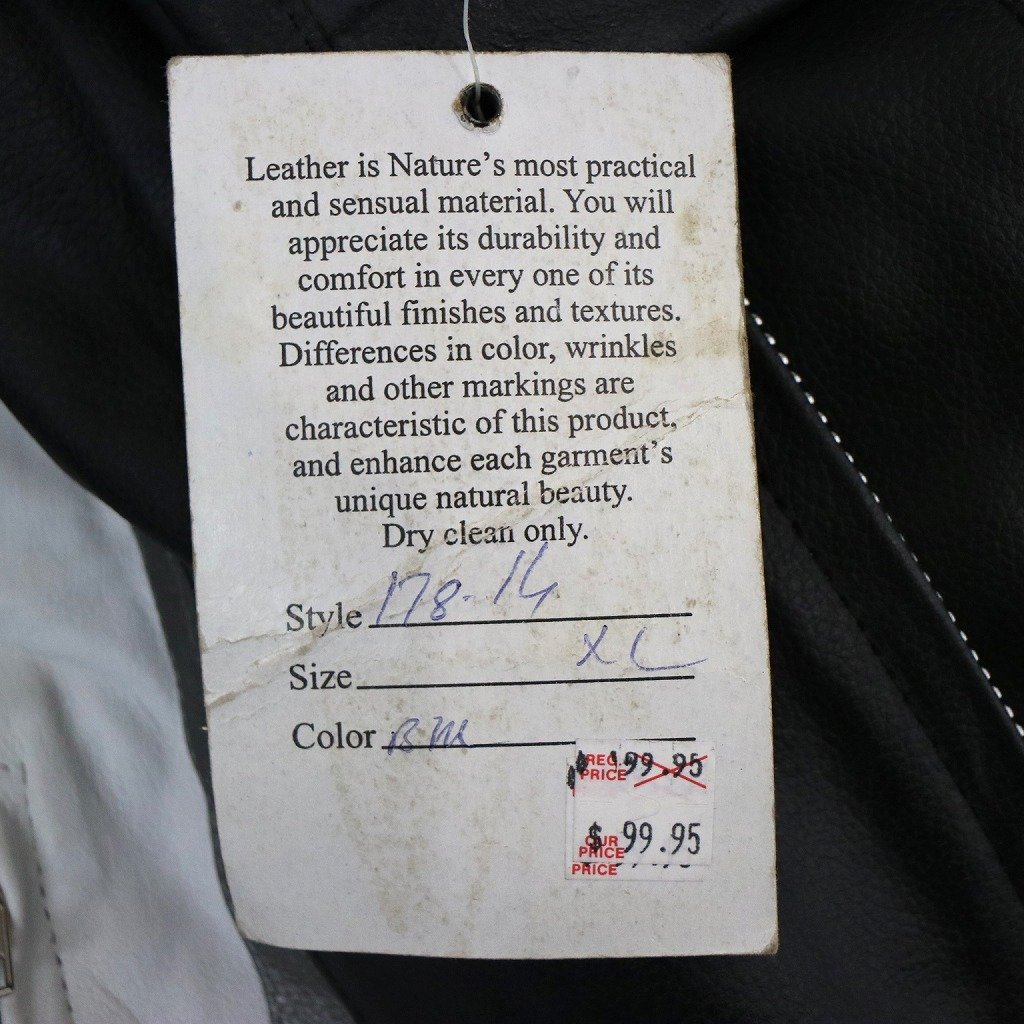 Leather is Nature's most practical
and sensual material. You will
appreciate its durability and
comfort in every one of its
beautiful finishes and textures.
Differences in color, wrinkles
and other markings are
characteristic of this product,
and enhance each garment's
unique natural beauty.
Dry clean only.
Style 178-14
Size XL
Color
REG. PRICE $ 199.95
OUR PRICE $ 99.95
PRICE